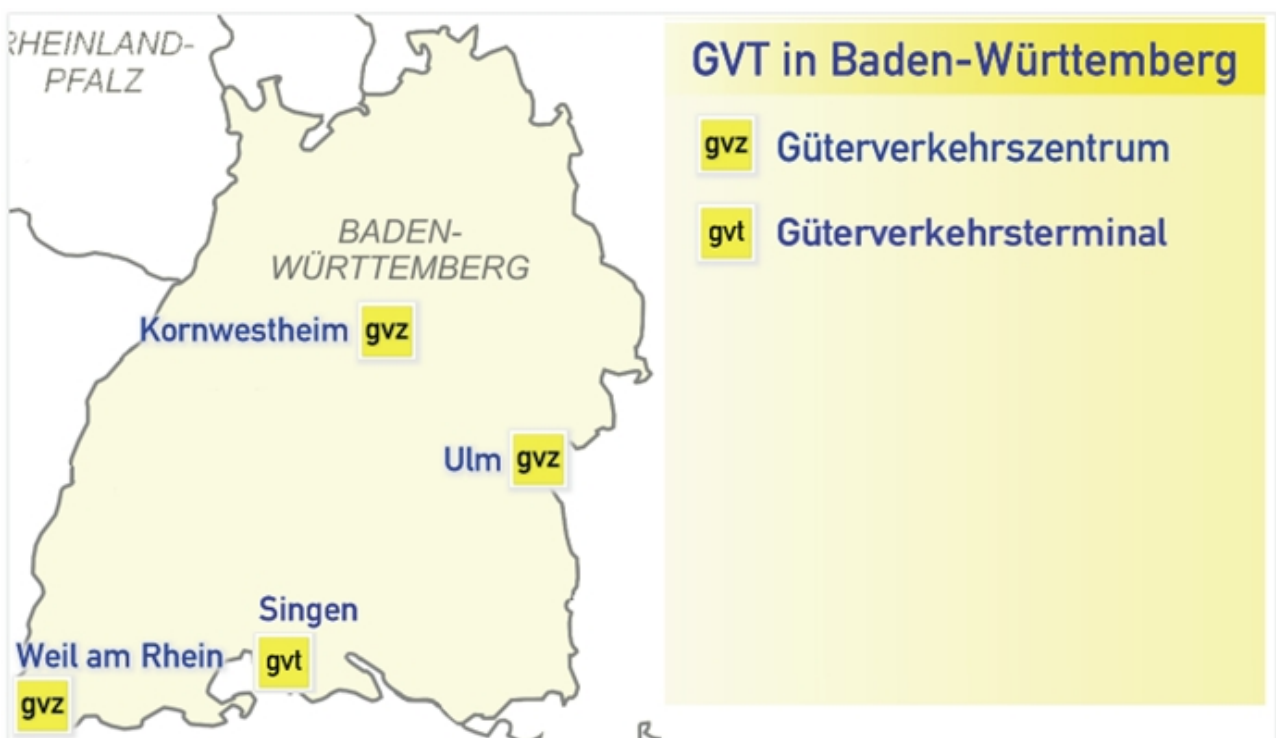 RHEINLAND-
PFALZ
BADEN-
WÜRTTEMBERG
Kornwestheim gvz
Ulm gvz
Singen
gvt
Weil am Rhein
gvz
GVT in Baden-Württemberg
gvz Güterverkehrszentrum
gvt Güterverkehrsterminal